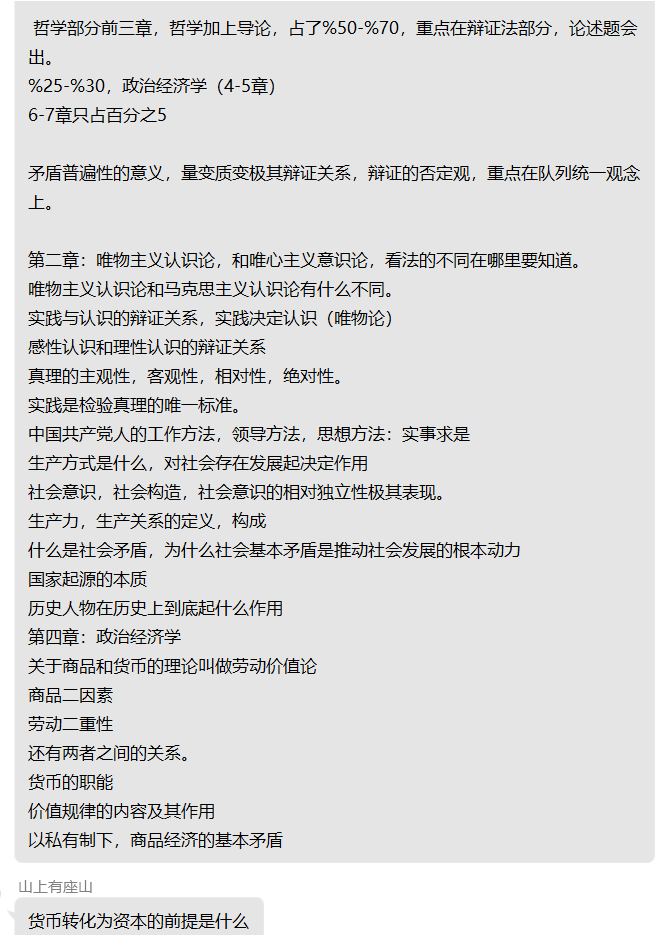 哲学部分前三章，哲学加上导论，占了%50-%70，重点在辩证法部分，论述题会
出。
%25-%30，政治经济学（4-5章）
6-7章只占百分之5
矛盾普遍性的意义，量变质变极其辩证关系，辩证的否定观，重点在队列统一观念
上。
第二章：唯物主义认识论，和唯心主义意识论，看法的不同在哪里要知道。
唯物主义认识论和马克思主义认识论有什么不同。
实践与认识的辩证关系，实践决定认识（唯物论）
感性认识和理性认识的辩证关系
真理的主观性，客观性，相对性，绝对性。
实践是检验真理的唯一标准。
中国共产党人的工作方法，领导方法，思想方法：实事求是
生产方式是什么，对社会存在发展起决定作用
社会意识，社会构造，社会意识的相对独立性极其表现。
生产力，生产关系的定义，构成
什么是社会矛盾，为什么社会基本矛盾是推动社会发展的根本动力
国家起源的本质
历史人物在历史上到底起什么作用
第四章：政治经济学
关于商品和货币的理论叫做劳动价值论
商品二因素
劳动二重性
还有两者之间的关系。
货币的职能
价值规律的内容及其作用
以私有制下，商品经济的基本矛盾
山上有座山
货币转化为资本的前提是什么